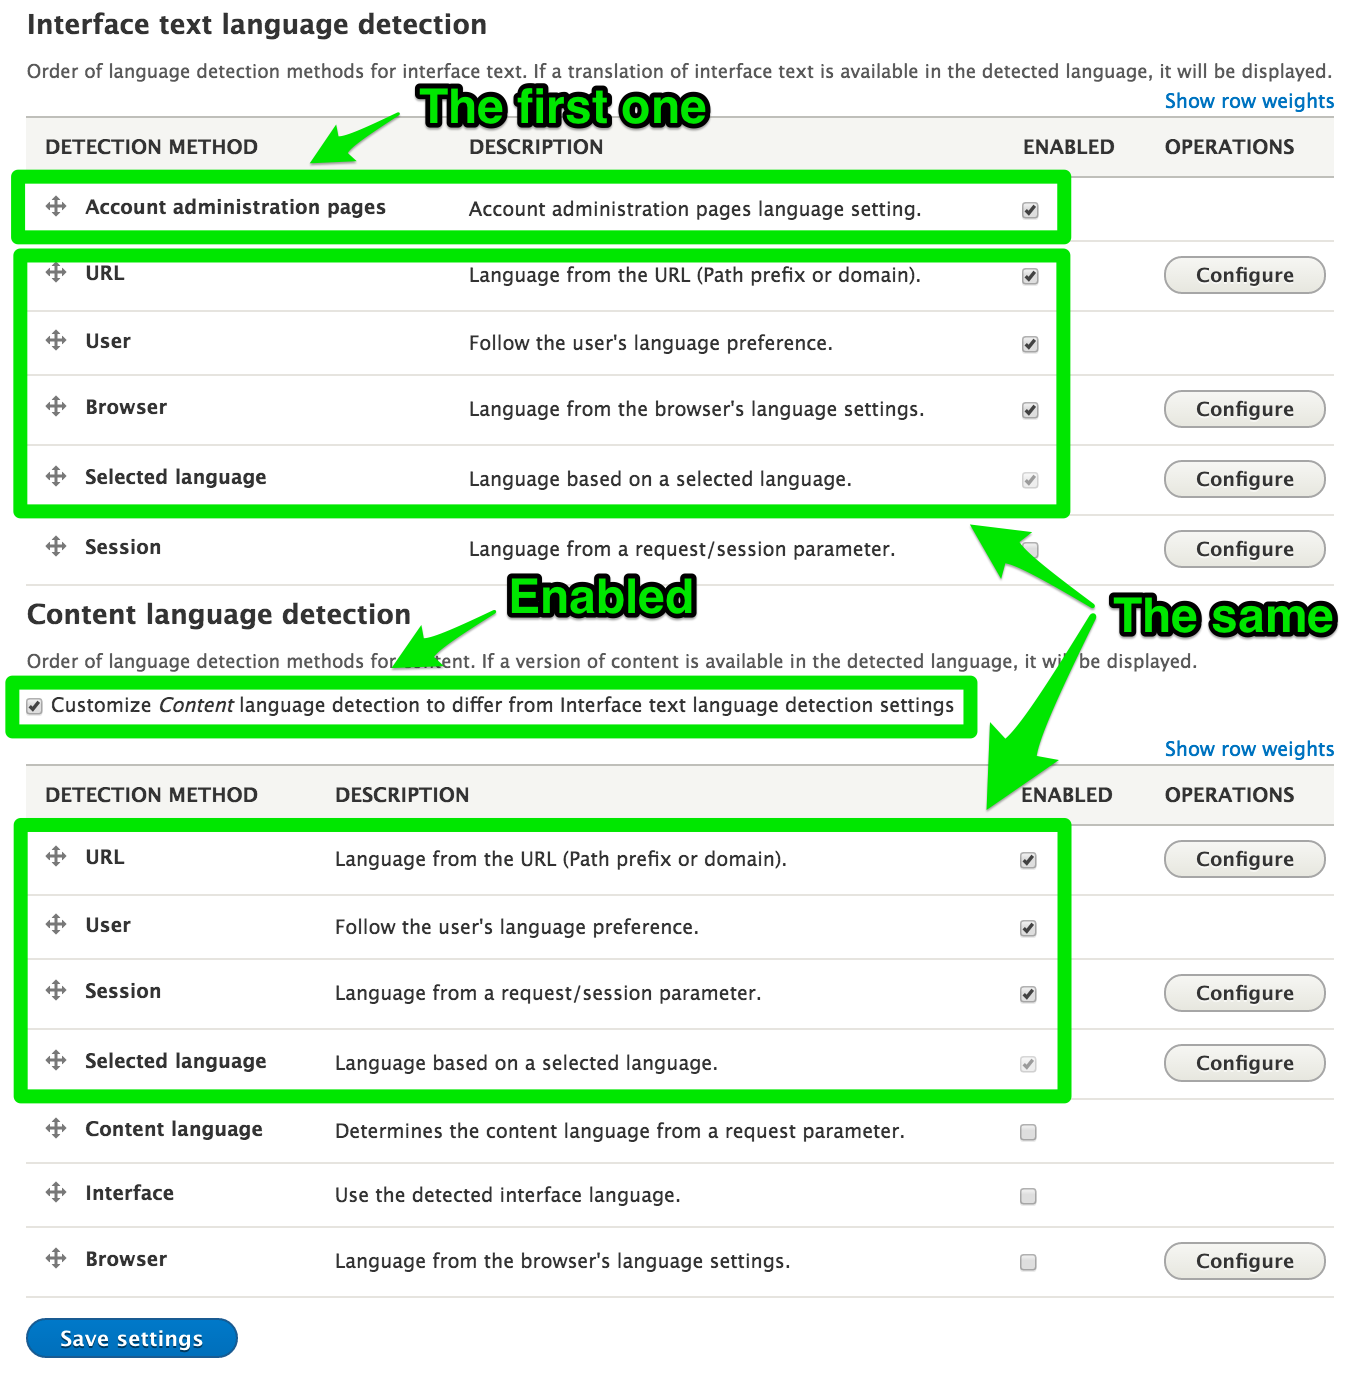 Interface text language detection
Order of language detection methods for interface text. If a translation of interface text is available in the detected language, it will be displayed.
Show row weights
The first one
DETECTION METHOD DESCRIPTION ENABLED OPERATIONS
Account administration pages Account administration pages language setting.
URL Language from the URL (Path prefix or domain). Configure
User Follow the user's language preference.
Browser Language from the browser's language settings. Configure
Selected language Language based on a selected language. Configure
Session Language from a request/session parameter. Configure
Enabled
The same
Content language detection
Order of language detection methods for content. If a version of content is available in the detected language, it will be displayed.
Customize Content language detection to differ from Interface text language detection settings
Show row weights
DETECTION METHOD DESCRIPTION ENABLED OPERATIONS
URL Language from the URL (Path prefix or domain). Configure
User Follow the user's language preference.
Session Language from a request/session parameter. Configure
Selected language Language based on a selected language. Configure
Content language Determines the content language from a request parameter.
Interface Use the detected interface language.
Browser Language from the browser's language settings. Configure
Save settings